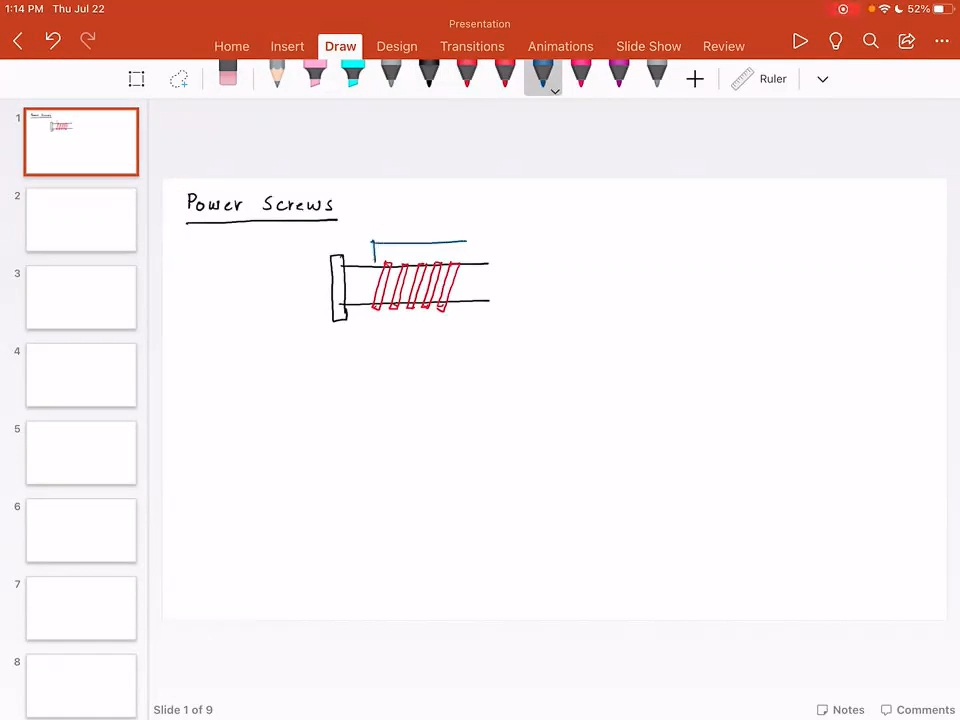 1:14 PM Thu Jul 22
52%
Presentation
Home Insert Draw Design Transitions Animations Slide Show Review
Ruler
1
2
3
4
5
6
7
8
Power Screws
Slide 1 of 9
Notes
Comments